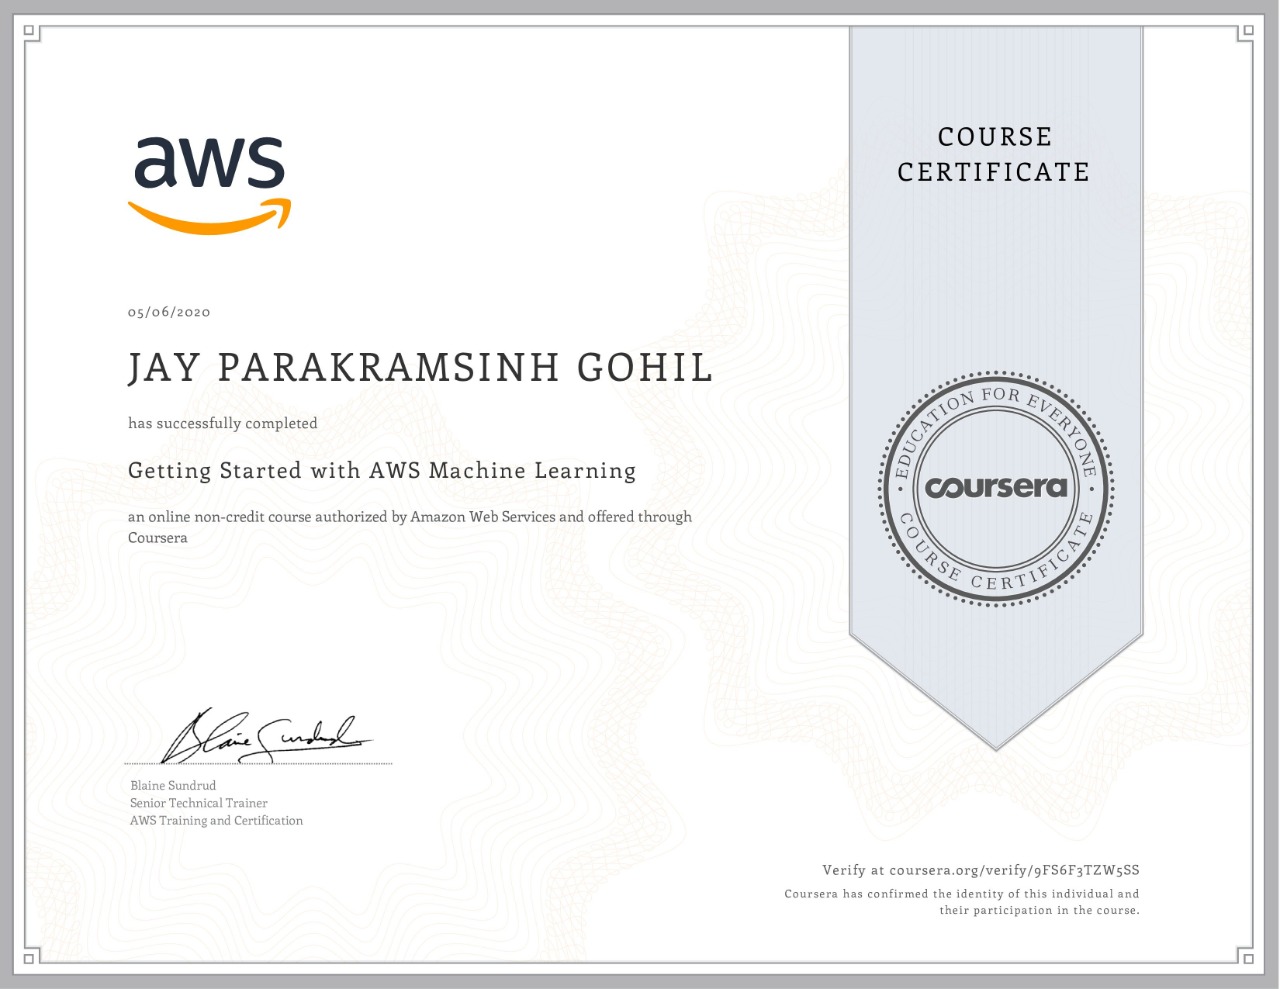 aws
COURSE
CERTIFICATE
05/06/2020
JAY PARAKRAMSINH GOHIL
has successfully completed
Getting Started with AWS Machine Learning
an online non-credit course authorized by Amazon Web Services and offered through
Coursera
EDUCATION FOR EVERYONE
coursera
COURSE CERTIFICATE
Blaine Sundrud
Blaine Sundrud
Senior Technical Trainer
AWS Training and Certification
Verify at coursera.org/verify/9FS6F3TZW5SS
Coursera has confirmed the identity of this individual and
their participation in the course.